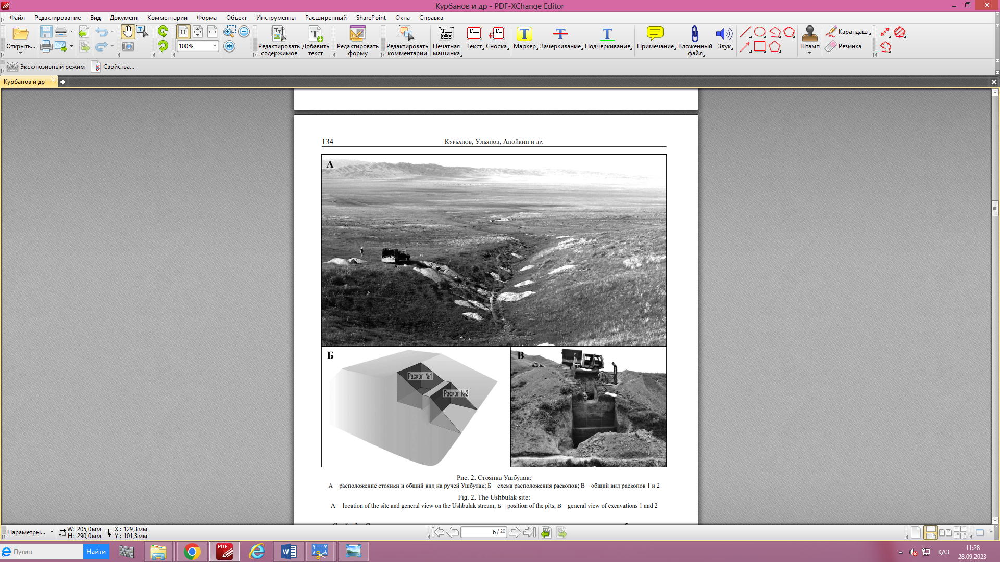 Курбанов и др - PDF-XChange Editor
Файл Редактирование Вид Документ Комментарии Форма Объект Инструменты Расширенный SharePoint Окна Справка
Открыть...
1:1
100%
Редактировать содержимое
Добавить текст
Редактировать форму
Редактировать комментарии
Печатная машинка
Текст
Сноска
Маркер
Зачеркивание
Подчеркивание
Примечание
Вложенный файл
Звук
Штамп
Карандаш
Резинка
Эксклюзивный режим Свойства...
Курбанов и др
134 Курбанов, Ульянов, Анойкин и др.
А
Б
Раскоп №1
Раскоп №2
В
Рис. 2. Стоянка Ушбулак:
А – расположение стоянки и общий вид на ручей Ушбулак; Б – схема расположения раскопов; В – общий вид раскопов 1 и 2
Fig. 2. The Ushbulak site:
А – location of the site and general view on the Ushbulak stream; Б – position of the pits; В – general view of excavations 1 and 2
Параметры...
W: 205,0мм
H: 290,0мм
X: 129,3мм
Y: 101,3мм
6/20
Путин Найти
PDF
ҚАЗ
11:28
28.09.2023